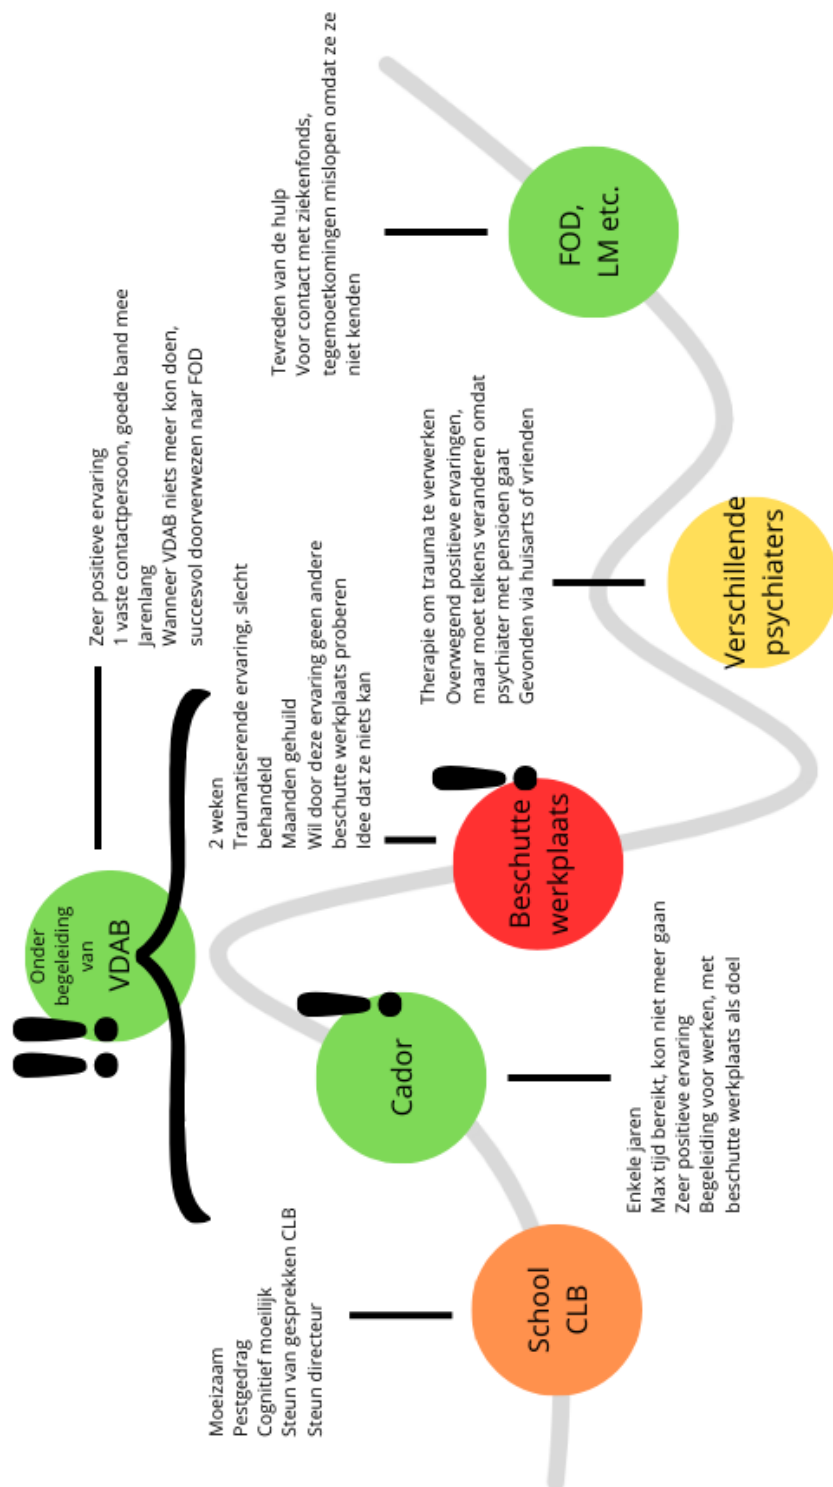 Moeizaam
Pestgedrag
Cognitief moeilijk
Steun van gesprekken CLB
Steun directeur
School
CLB
Onder
begeleiding
van
VDAB
!!
Zeer positieve ervaring
1 vaste contactpersoon, goede band mee
Jarenlang
Wanneer VDAB niets meer kon doen,
succesvol doorverwezen naar FOD
Cador
!
Enkele jaren
Max tijd bereikt, kon niet meer gaan
Zeer positieve ervaring
Begeleiding voor werken, met
beschutte werkplaats als doel
2 weken
Traumatiserende ervaring, slecht
behandeld
Maanden gehuild
Wil door deze ervaring geen andere
beschutte werkplaats proberen
Idee dat ze niets kan
Beschutte
werkplaats
!
Therapie om trauma te verwerken
Overwegend positieve ervaringen,
maar moet telkens veranderen omdat
psychiater met pensioen gaat
Gevonden via huisarts of vrienden
Verschillende
psychiaters
Tevreden van de hulp
Voor contact met ziekenfonds,
tegemoetkomingen mislopen omdat ze ze
niet kenden
FOD,
LM etc.